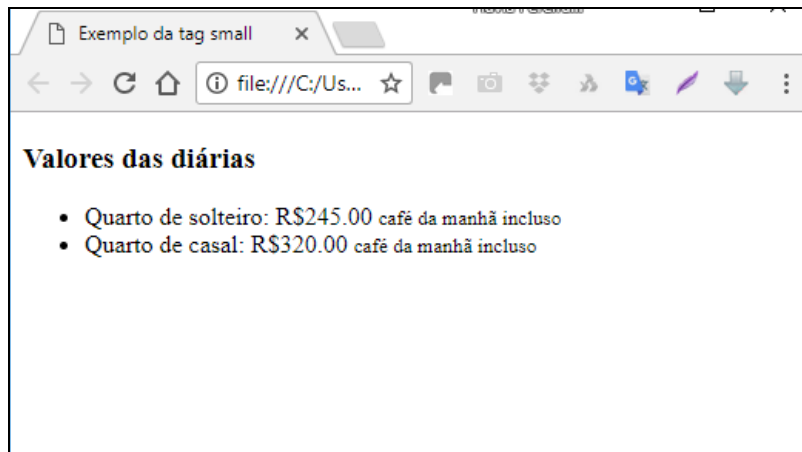 Exemplo da tag small
file:///C:/Us...
Valores das diárias
Quarto de solteiro: R$245.00 café da manhã incluso
Quarto de casal: R$320.00 café da manhã incluso